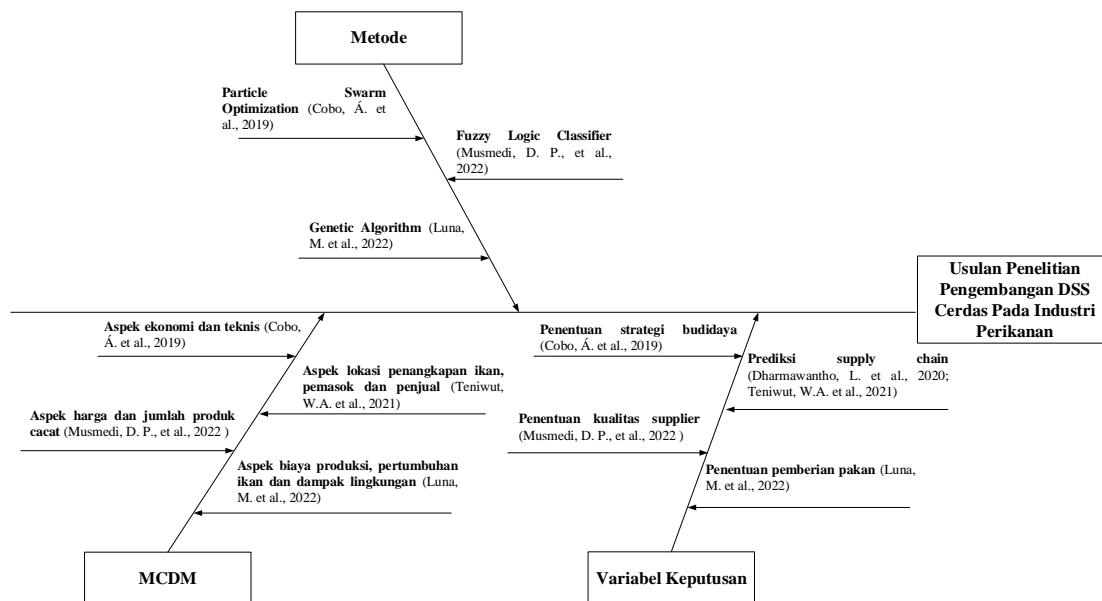 Metode
Particle Swarm
Optimization (Cobo, Á. et
al., 2019)
Fuzzy Logic Classifier
(Musmedi, D. P., et al.,
2022)
Genetic Algorithm (Luna,
M. et al., 2022)
Usulan Penelitian
Pengembangan DSS
Cerdas Pada Industri
Perikanan
Aspek ekonomi dan teknis (Cobo,
Á. et al., 2019)
Aspek lokasi penangkapan ikan,
pemasok dan penjual (Teniwut,
W.A. et al., 2021)
Aspek harga dan jumlah produk
cacat (Musmedi, D. P., et al., 2022 )
Aspek biaya produksi, pertumbuhan
ikan dan dampak lingkungan (Luna,
M. et al., 2022)
MCDM
Penentuan strategi budidaya
(Cobo, Á. et al., 2019)
Prediksi supply chain
(Dharmawantho, L. et al., 2020;
Teniwut, W.A. et al., 2021)
Penentuan kualitas supplier
(Musmedi, D. P., et al., 2022 )
Penentuan pemberian pakan (Luna,
M. et al., 2022)
Variabel Keputusan